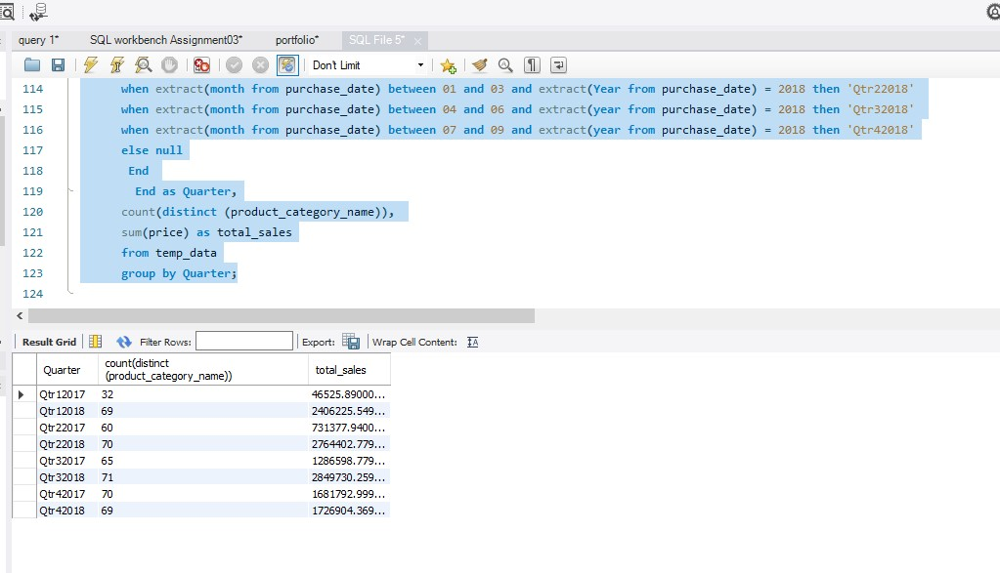 query 1* SQL workbench Assignment03* portfolio* SQL File 5*
Don't Limit
114 when extract(month from purchase_date) between 01 and 03 and extract(Year from purchase_date) = 2018 then 'Qtr22018'
115 when extract(month from purchase_date) between 04 and 06 and extract(year from purchase_date) = 2018 then 'Qtr32018'
116 when extract(month from purchase_date) between 07 and 09 and extract(year from purchase_date) = 2018 then 'Qtr42018'
117 else null
118 End
119 End as Quarter,
120 count(distinct (product_category_name)),
121 sum(price) as total_sales
122 from temp_data
123 group by Quarter;
124
Result Grid Filter Rows: Export: Wrap Cell Content: IA
Quarter count(distinct (product_category_name)) total_sales
Qtr12017 32 46525.89000...
Qtr12018 69 2406225.549...
Qtr22017 60 731377.9400...
Qtr22018 70 2764402.779...
Qtr32017 65 1286598.779...
Qtr32018 71 2849730.259...
Qtr42017 70 1681792.999...
Qtr42018 69 1726904.369...